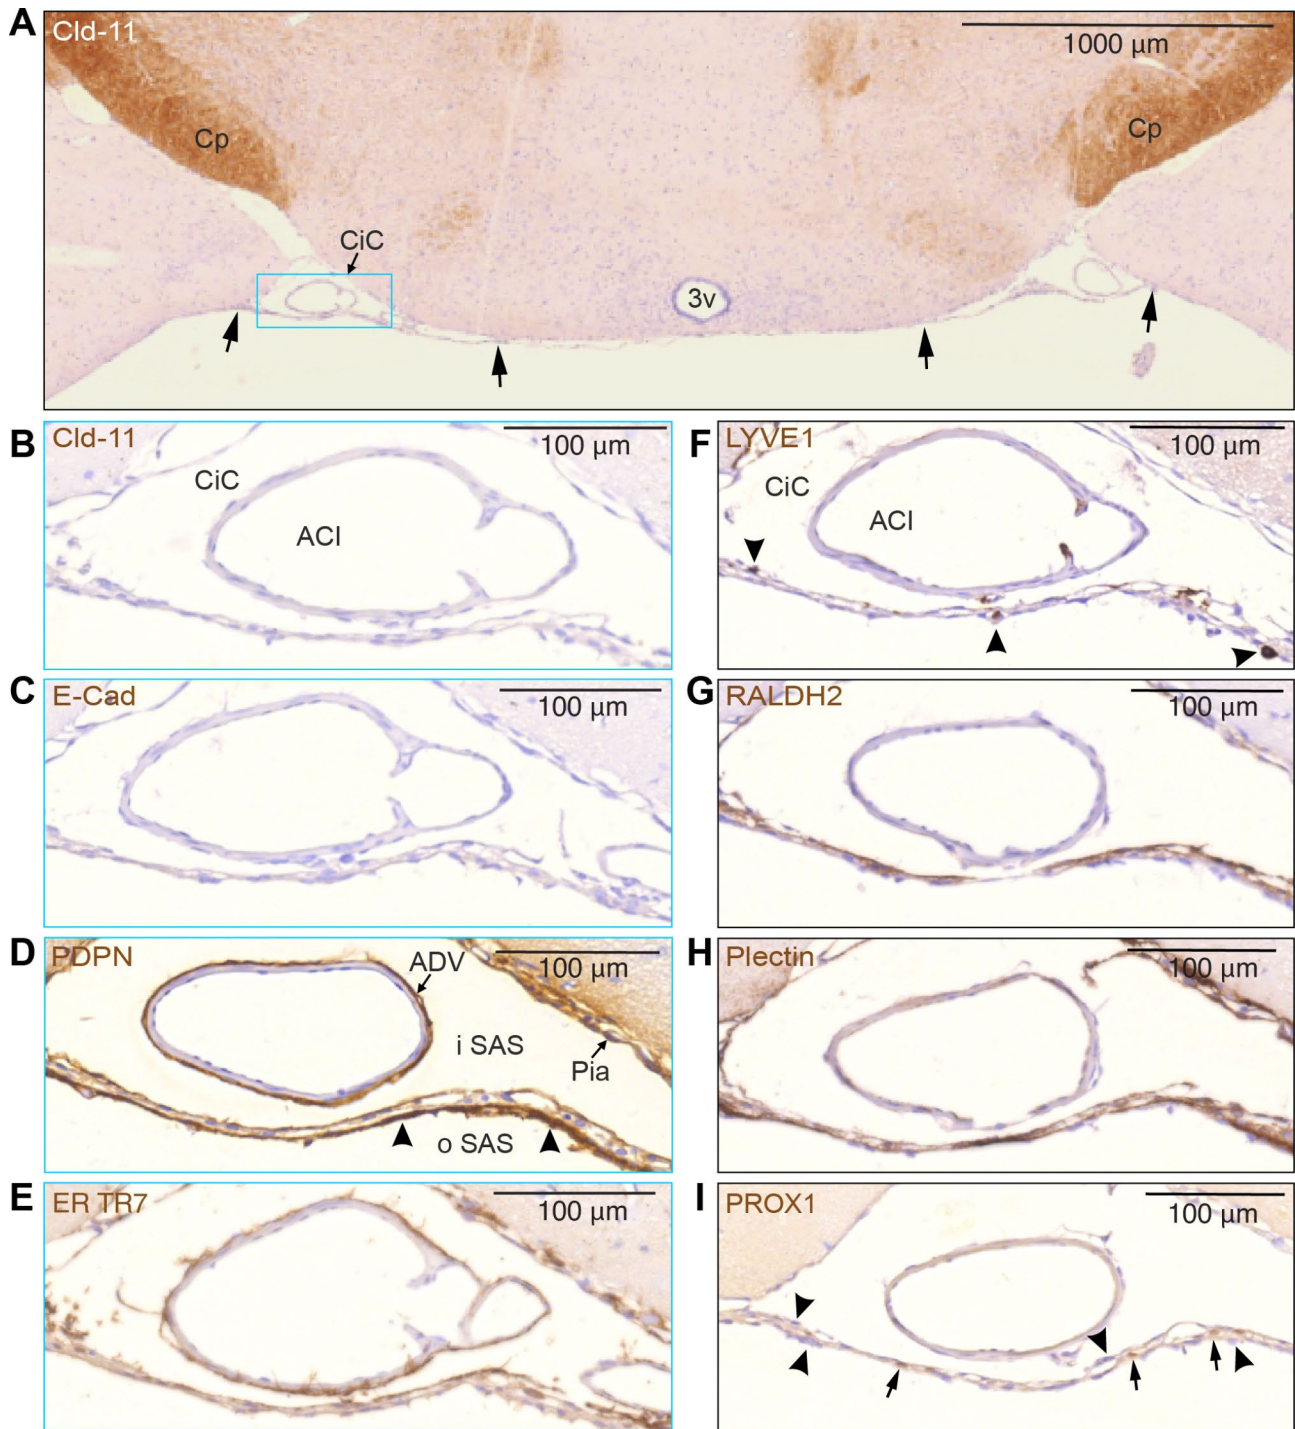 A
Cld-11
1000 µm
Cp
Cp
CiC
3v
B
Cld-11
100 µm
CiC
ACI
F
LYVE1
100 µm
CiC
ACI
C
E-Cad
100 µm
G
RALDH2
100 µm
D
PDPN
100 µm
ADV
i SAS
Pia
o SAS
H
Plectin
100 µm
E
ER TR7
100 µm
I
PROX1
100 µm